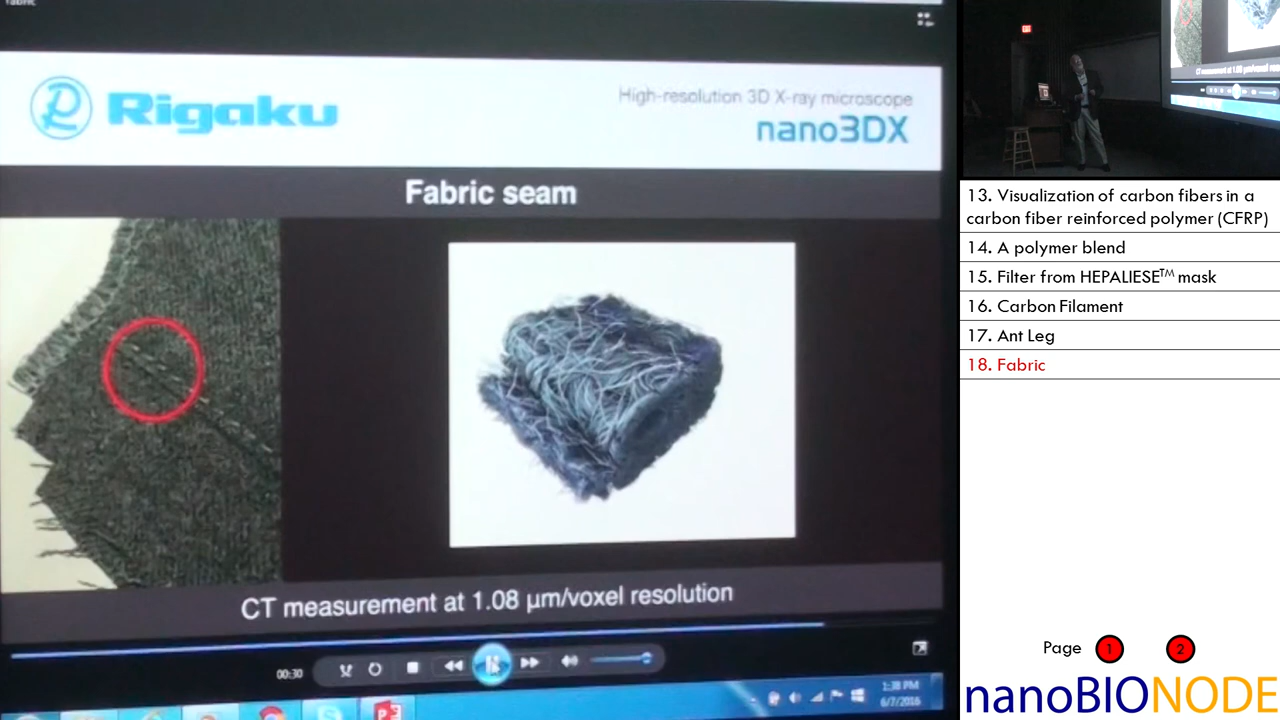 fabric
Rigaku
High-resolution 3D X-ray microscope
nano3DX
Fabric seam
CT measurement at 1.08 µm/voxel resolution
00:30
1:38 PM
6/7/2016
13. Visualization of carbon fibers in a
carbon fiber reinforced polymer (CFRP)
14. A polymer blend
15. Filter from HEPALIESE™ mask
16. Carbon Filament
17. Ant Leg
18. Fabric
Page 1 2
nanoBIONODE